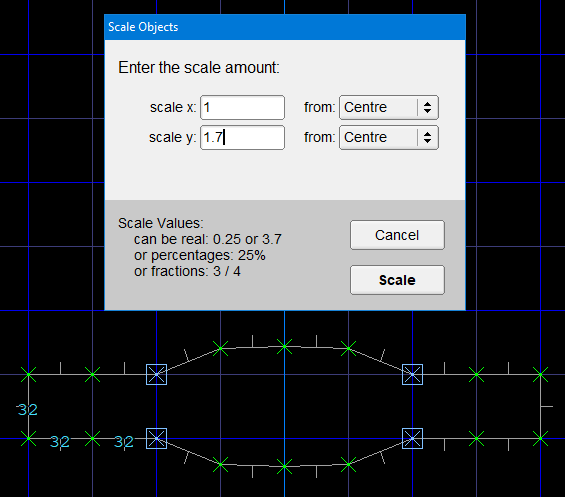 Scale Objects
Enter the scale amount:
scale x: 1 from: Centre
scale y: 1.7 from: Centre
Scale Values:
can be real: 0.25 or 3.7
or percentages: 25%
or fractions: 3 / 4
Cancel
Scale
32
32 32